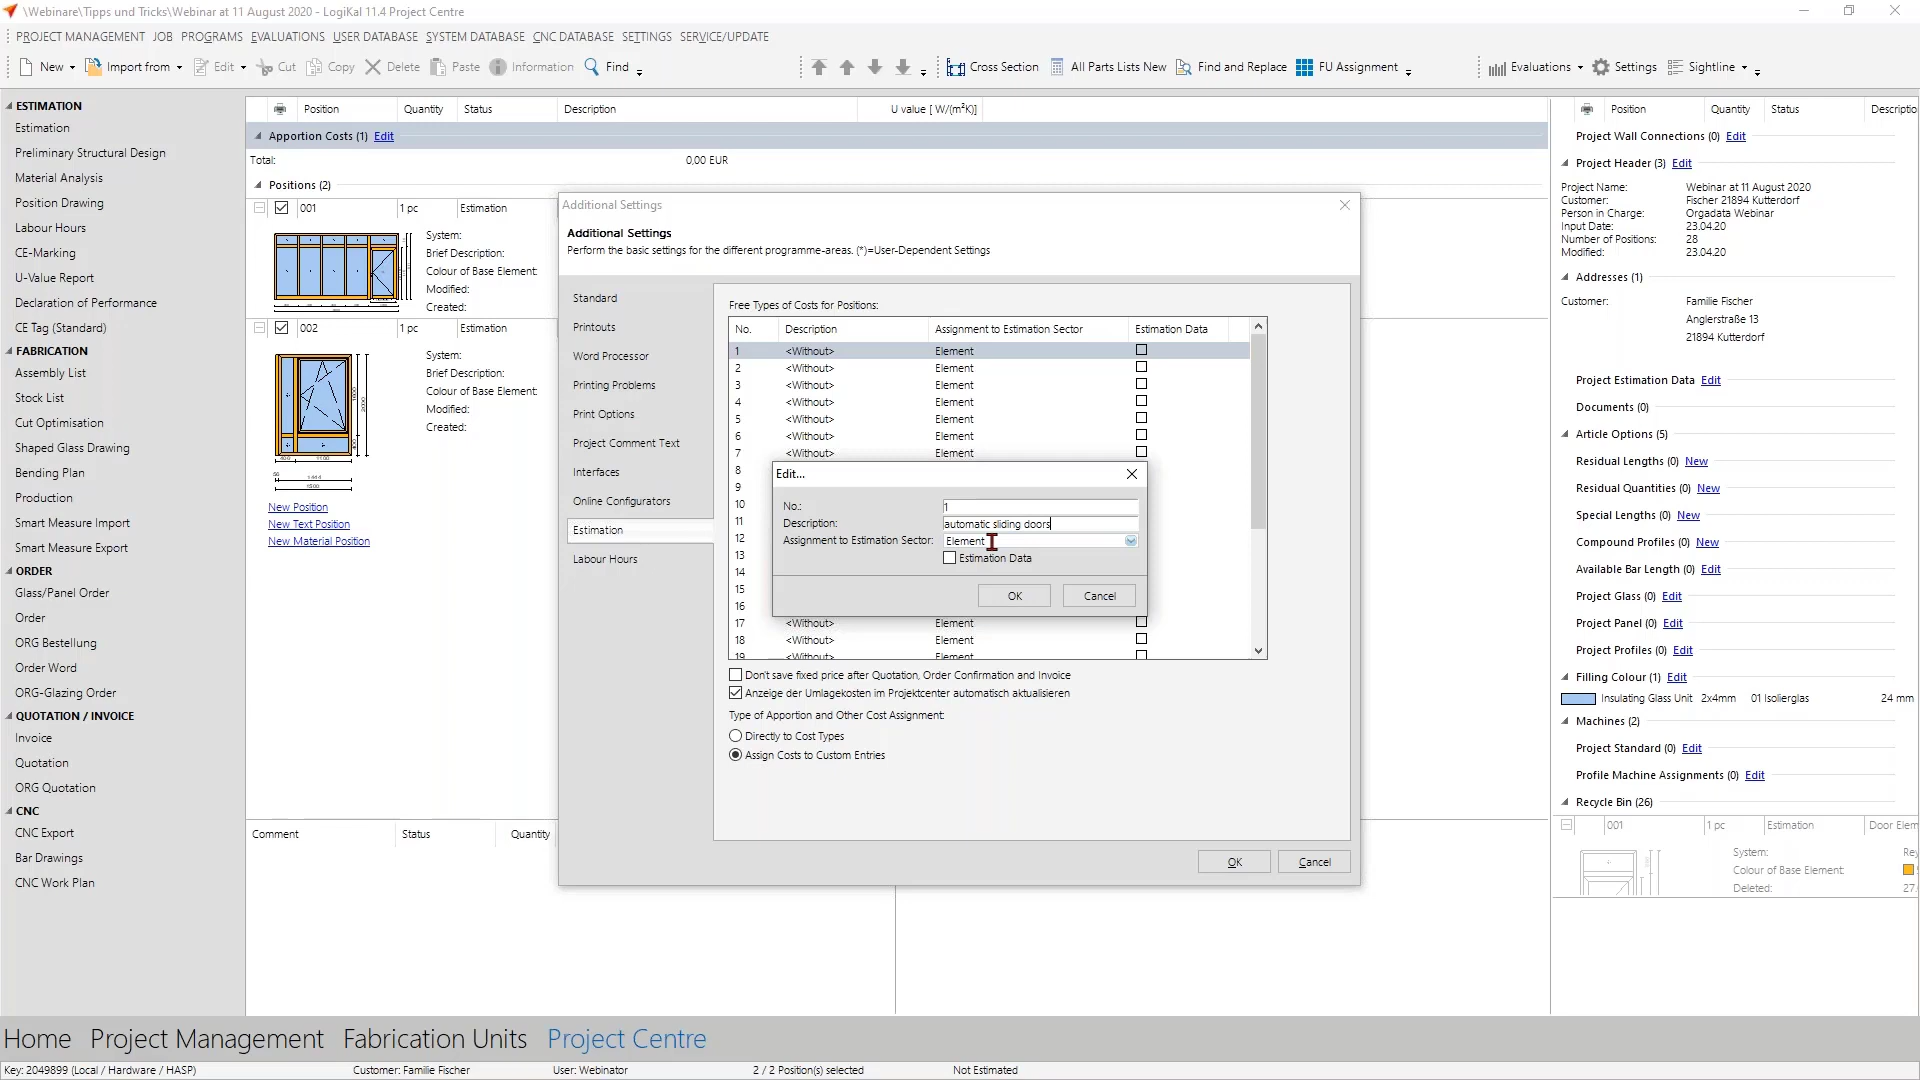 \Webinare\Tipps und Tricks\Webinar at 11 August 2020 - LogiKal 11.4 Project Centre
PROJECT MANAGEMENT JOB PROGRAMS EVALUATIONS USER DATABASE SYSTEM DATABASE CNC DATABASE SETTINGS SERVICE/UPDATE
New Import from Edit Cut Copy Delete Paste Information Find Cross Section All Parts Lists New Find and Replace FU Assignment Evaluations Settings Sightline
ESTIMATION
Estimation
Preliminary Structural Design
Material Analysis
Position Drawing
Labour Hours
CE-Marking
U-Value Report
Declaration of Performance
CE Tag (Standard)
FABRICATION
Assembly List
Stock List
Cut Optimisation
Shaped Glass Drawing
Bending Plan
Production
Smart Measure Import
Smart Measure Export
ORDER
Glass/Panel Order
Order
ORG Bestellung
Order Word
ORG-Glazing Order
QUOTATION / INVOICE
Invoice
Quotation
ORG Quotation
CNC
CNC Export
Bar Drawings
CNC Work Plan
Position Quantity Status Description U value [ W/(m²K)]
Apportion Costs (1) Edit
Total: 0,00 EUR
Positions (2)
001 1 pc Estimation
System:
Brief Description:
Colour of Base Element:
Modified:
Created:
002 1 pc Estimation
System:
Brief Description:
Colour of Base Element:
Modified:
Created:
New Position
New Text Position
New Material Position
Comment Status Quantity
Additional Settings
Additional Settings
Perform the basic settings for the different programme-areas. (*)=User-Dependent Settings
Standard
Printouts
Word Processor
Printing Problems
Print Options
Project Comment Text
Interfaces
Online Configurators
Estimation
Labour Hours
Free Types of Costs for Positions:
No. Description Assignment to Estimation Sector Estimation Data
1 <Without> Element
2 <Without> Element
3 <Without> Element
4 <Without> Element
5 <Without> Element
6 <Without> Element
7 <Without> Element
8
9
10
11
12
13
14
15
16
17 <Without> Element
18 <Without> Element
19 <Without> Element
Edit...
No.: 1
Description: automatic sliding doors
Assignment to Estimation Sector: Element
Estimation Data
OK Cancel
Don't save fixed price after Quotation, Order Confirmation and Invoice
Anzeige der Umlagekosten im Projektcenter automatisch aktualisieren
Type of Apportion and Other Cost Assignment:
Directly to Cost Types
Assign Costs to Custom Entries
OK Cancel
Position Quantity Status Descriptio
Project Wall Connections (0) Edit
Project Header (3) Edit
Project Name: Webinar at 11 August 2020
Customer: Fischer 21894 Kutterdorf
Person in Charge: Orgadata Webinar
Input Date: 23.04.20
Number of Positions: 28
Modified: 23.04.20
Addresses (1)
Customer: Familie Fischer
Anglerstraße 13
21894 Kutterdorf
Project Estimation Data Edit
Documents (0)
Article Options (5)
Residual Lengths (0) New
Residual Quantities (0) New
Special Lengths (0) New
Compound Profiles (0) New
Available Bar Length (0) Edit
Project Glass (0) Edit
Project Panel (0) Edit
Project Profiles (0) Edit
Filling Colour (1) Edit
Insulating Glass Unit 2x4mm 01 Isolierglas 24 mm
Machines (2)
Project Standard (0) Edit
Profile Machine Assignments (0) Edit
Recycle Bin (26)
001 1 pc Estimation Door Elem
System: Rey
Colour of Base Element:
Deleted: 27.
Home Project Management Fabrication Units Project Centre
Key: 2049899 (Local / Hardware / HASP) Customer: Familie Fischer User: Webinator 2 / 2 Position(s) selected Not Estimated